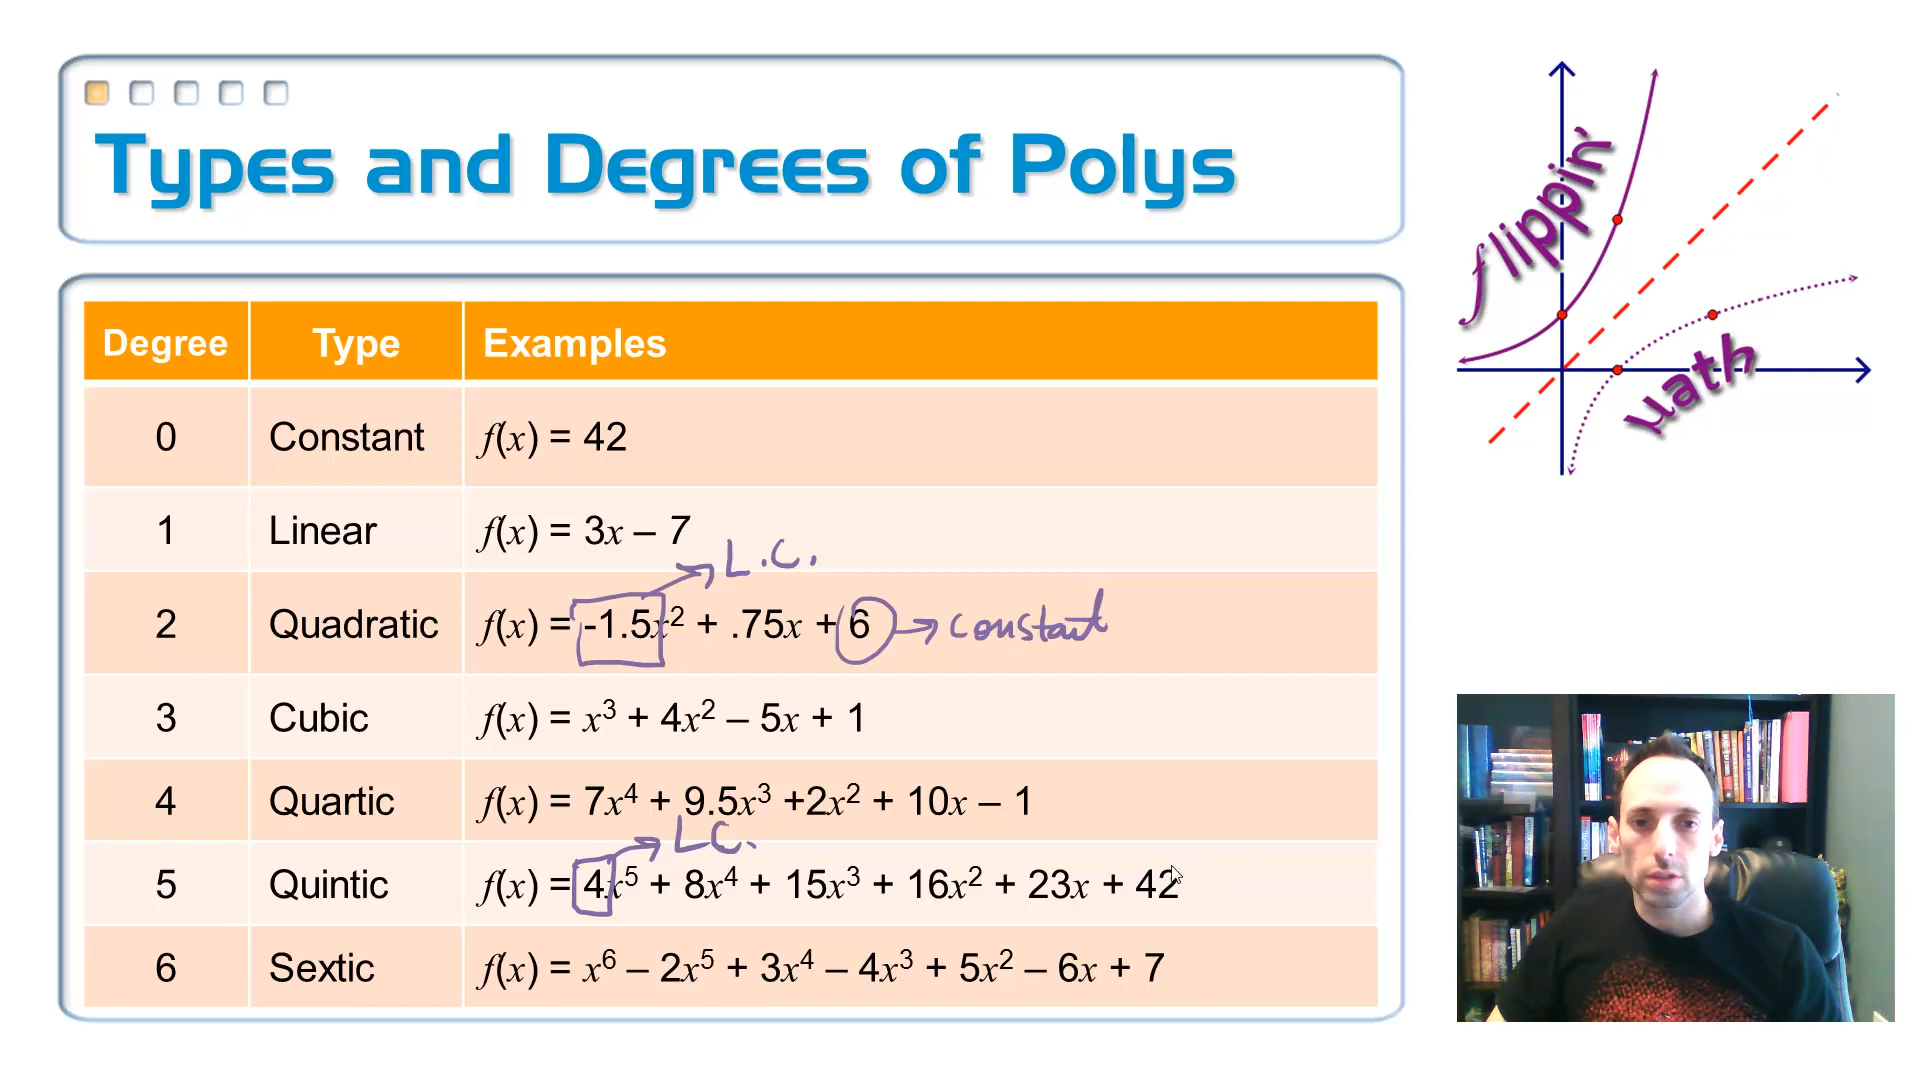 Types and Degrees of Polys
flippin'
math
Degree Type Examples
0 Constant f(x) = 42
1 Linear f(x) = 3x – 7
L.C.
2 Quadratic f(x) = -1.5x² + .75x + 6 → constant
3 Cubic f(x) = x³ + 4x² – 5x + 1
4 Quartic f(x) = 7x⁴ + 9.5x³ +2x² + 10x – 1
LC.
5 Quintic f(x) = 4x⁵ + 8x⁴ + 15x³ + 16x² + 23x + 42
6 Sextic f(x) = x⁶ – 2x⁵ + 3x⁴ – 4x³ + 5x² – 6x + 7